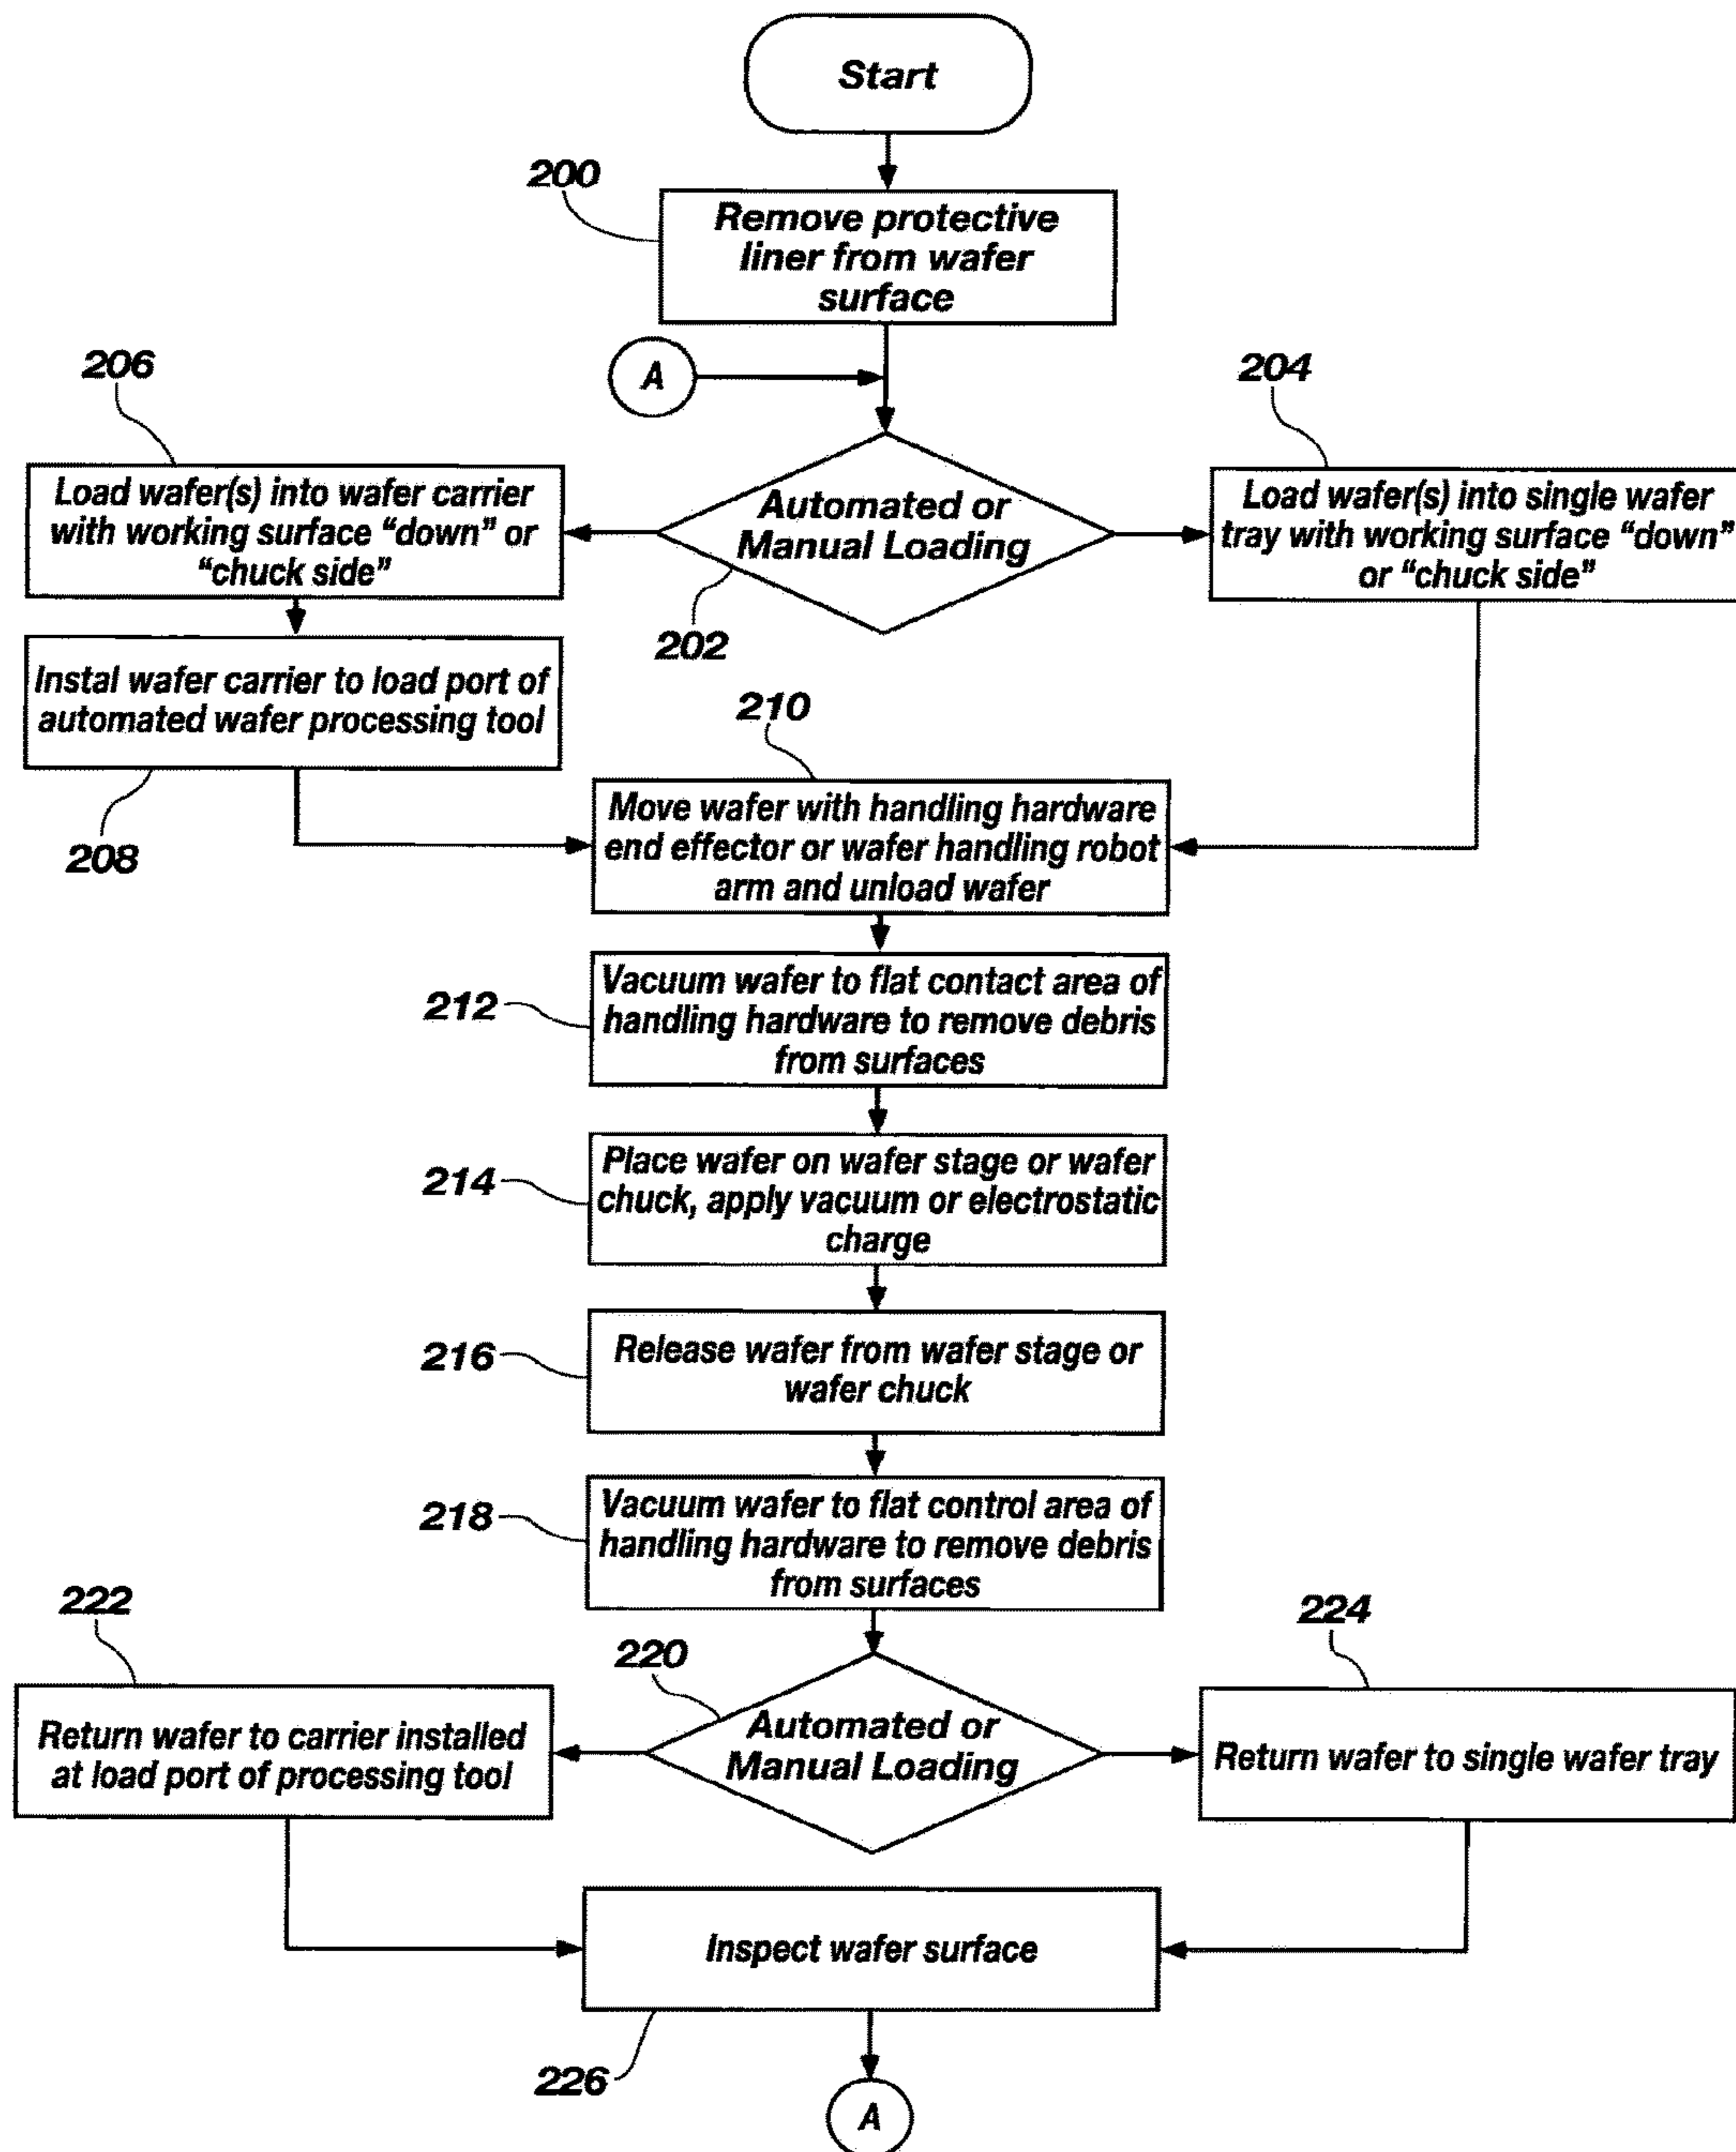 Start
200
Remove protective
liner from wafer
surface
A
206
204
Load wafer(s) into wafer carrier
with working surface “down” or
“chuck side”
Automated or
Manual Loading
Load wafer(s) into single wafer
tray with working surface “down”
or “chuck side”
202
Instal wafer carrier to load port of
automated wafer processing tool
208
210
Move wafer with handling hardware
end effector or wafer handling robot
arm and unload wafer
212
Vacuum wafer to flat contact area of
handling hardware to remove debris
from surfaces
214
Place wafer on wafer stage or wafer
chuck, apply vacuum or electrostatic
charge
216
Release wafer from wafer stage or
wafer chuck
218
Vacuum wafer to flat control area of
handling hardware to remove debris
from surfaces
222
220
224
Return wafer to carrier installed
at load port of processing tool
Automated or
Manual Loading
Return wafer to single wafer tray
Inspect wafer surface
226
A